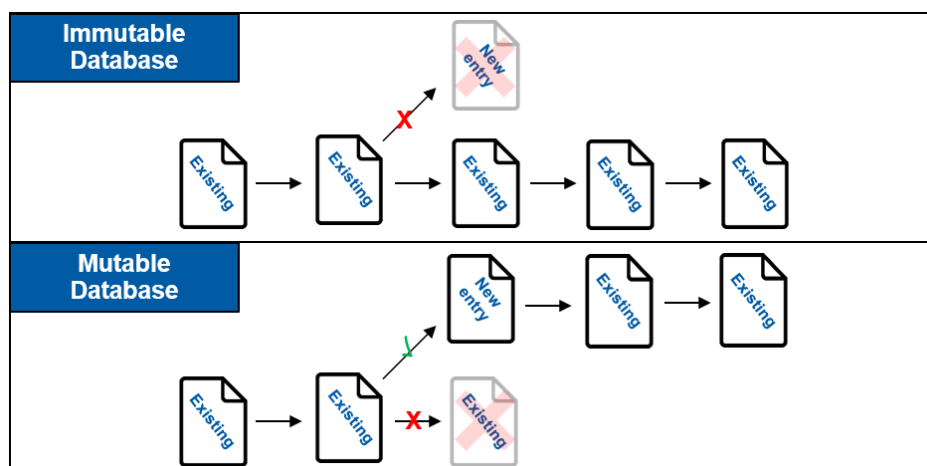 Immutable
Database
New
entry
X
Existing
Existing
Existing
Existing
Existing
Mutable
Database
New
entry
Existing
Existing
Existing
Existing
X
Existing